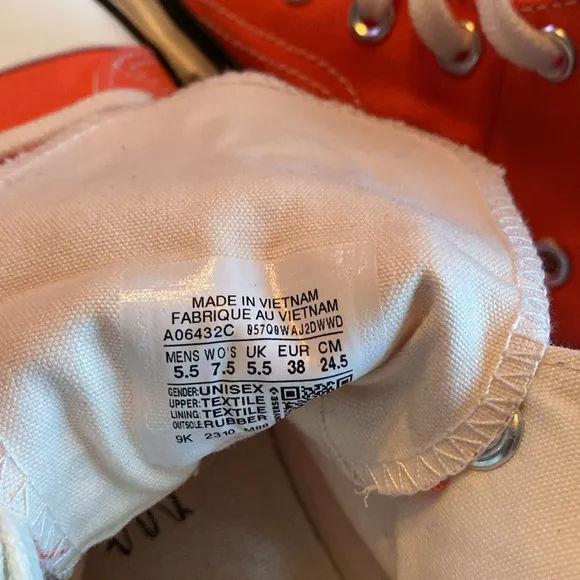 MADE IN VIETNAM
FABRIQUE AU VIETNAM
A06432C 857Q9WAJ2DWWD
MENS WO'S UK EUR CM
5.5 7.5 5.5 38 24.5
GENDER:UNISEX
UPPER:TEXTILE
LINING:TEXTILE
OUTSOLE:RUBBER
9K 2310